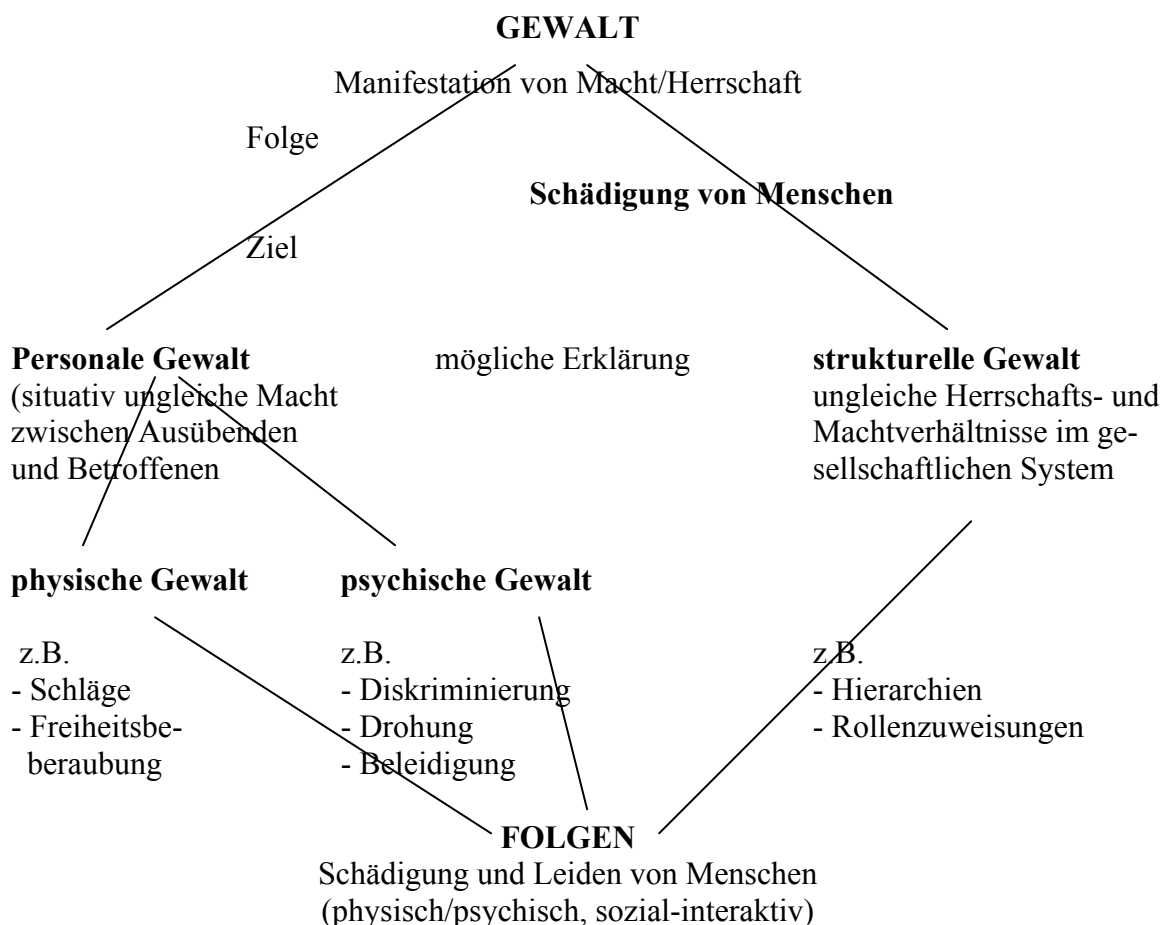 GEWALT
Manifestation von Macht/Herrschaft
Folge
Schädigung von Menschen
Ziel
Personale Gewalt
(situativ ungleiche Macht
zwischen Ausübenden
und Betroffenen
mögliche Erklärung
strukturelle Gewalt
ungleiche Herrschafts- und
Machtverhältnisse im ge-
sellschaftlichen System
physische Gewalt
z.B.
- Schläge
- Freiheitsbe-
beraubung
psychische Gewalt
z.B.
- Diskriminierung
- Drohung
- Beleidigung
z.B.
- Hierarchien
- Rollenzuweisungen
FOLGEN
Schädigung und Leiden von Menschen
(physisch/psychisch, sozial-interaktiv)